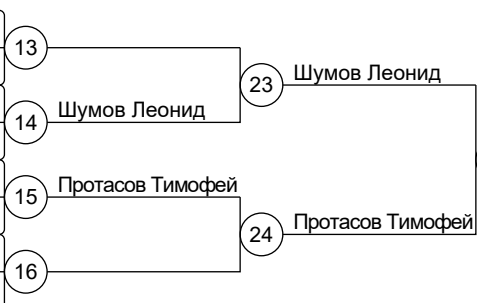 13
14 Шумов Леонид
23 Шумов Леонид
15 Протасов Тимофей
16
24 Протасов Тимофей